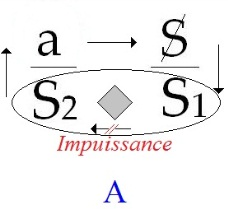 a → $
S2 S1
Impuissance
A